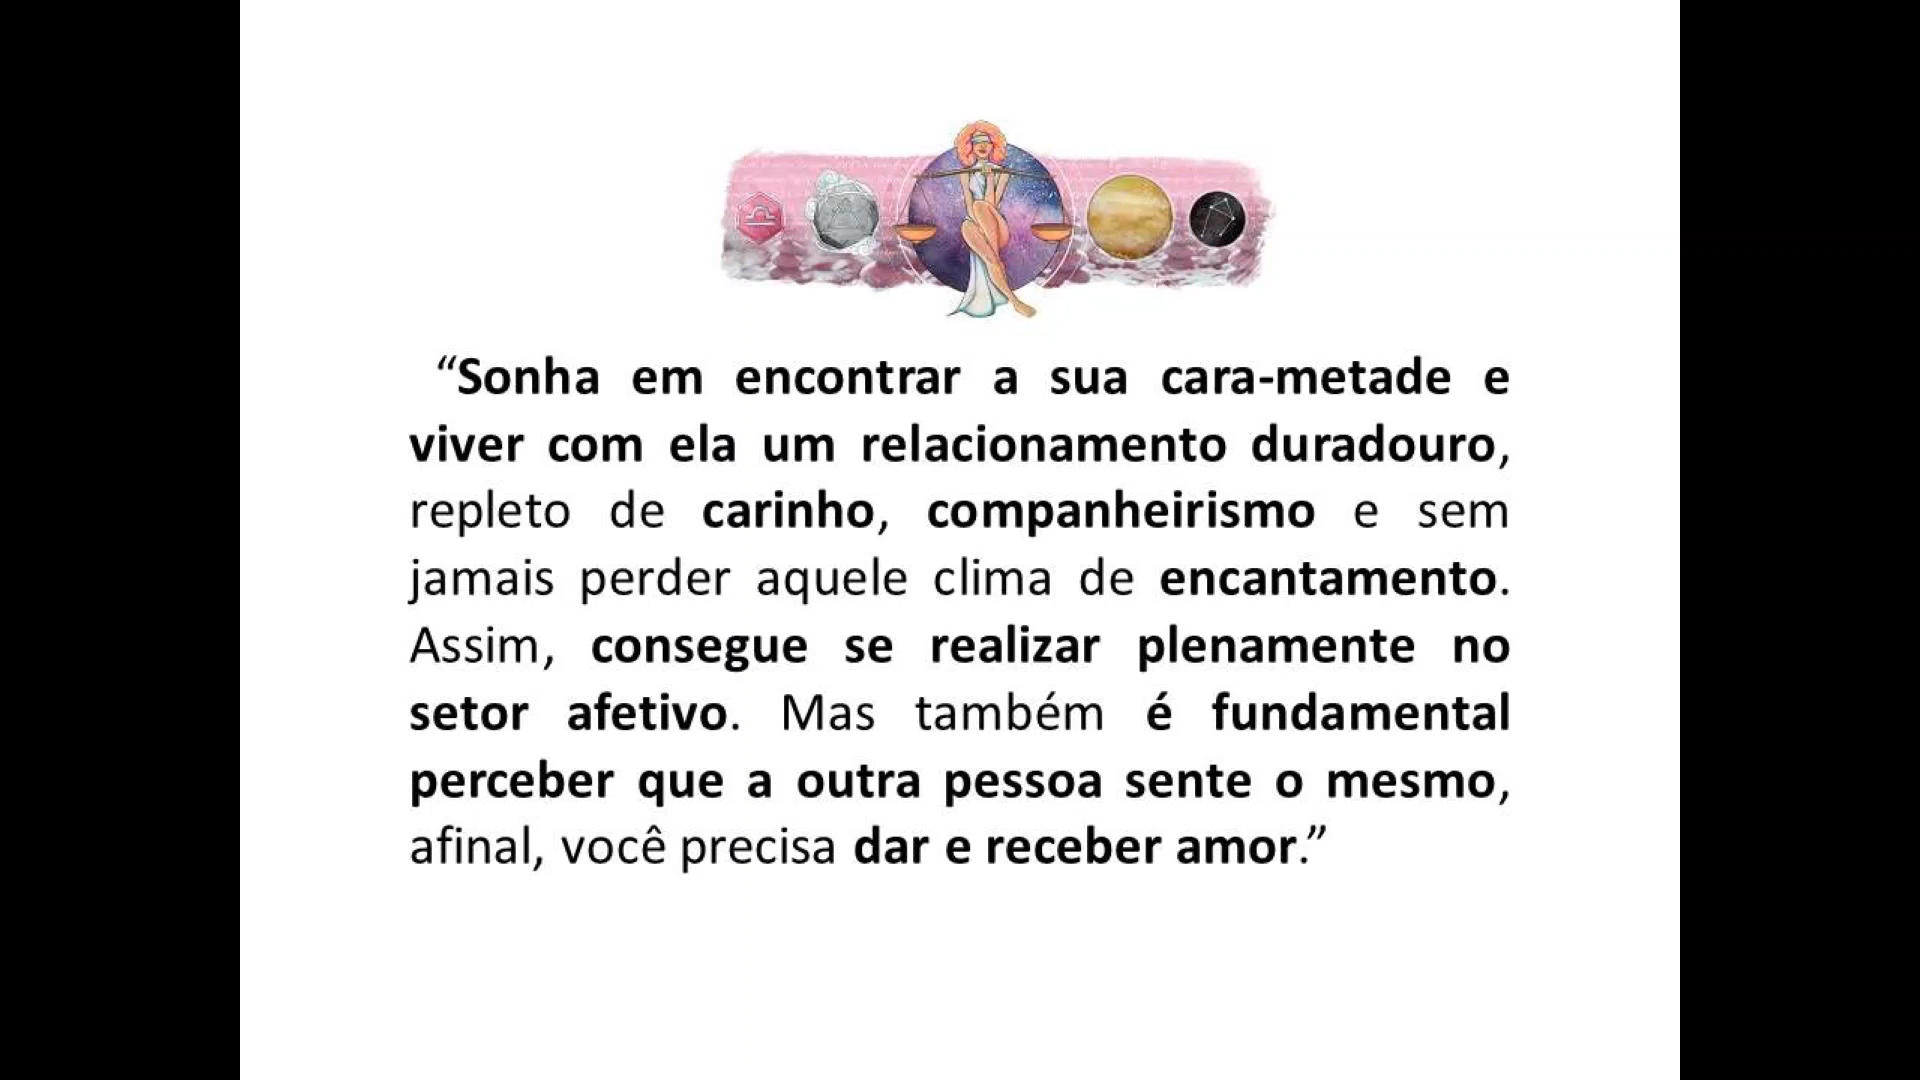 “Sonha em encontrar a sua cara-metade e
viver com ela um relacionamento duradouro,
repleto de carinho, companheirismo e sem
jamais perder aquele clima de encantamento.
Assim, consegue se realizar plenamente no
setor afetivo. Mas também é fundamental
perceber que a outra pessoa sente o mesmo,
afinal, você precisa dar e receber amor.”